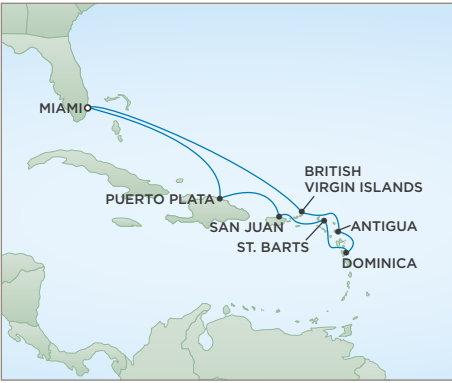 MIAMI
BRITISH
VIRGIN ISLANDS
PUERTO PLATA
SAN JUAN
ANTIGUA
ST. BARTS
DOMINICA